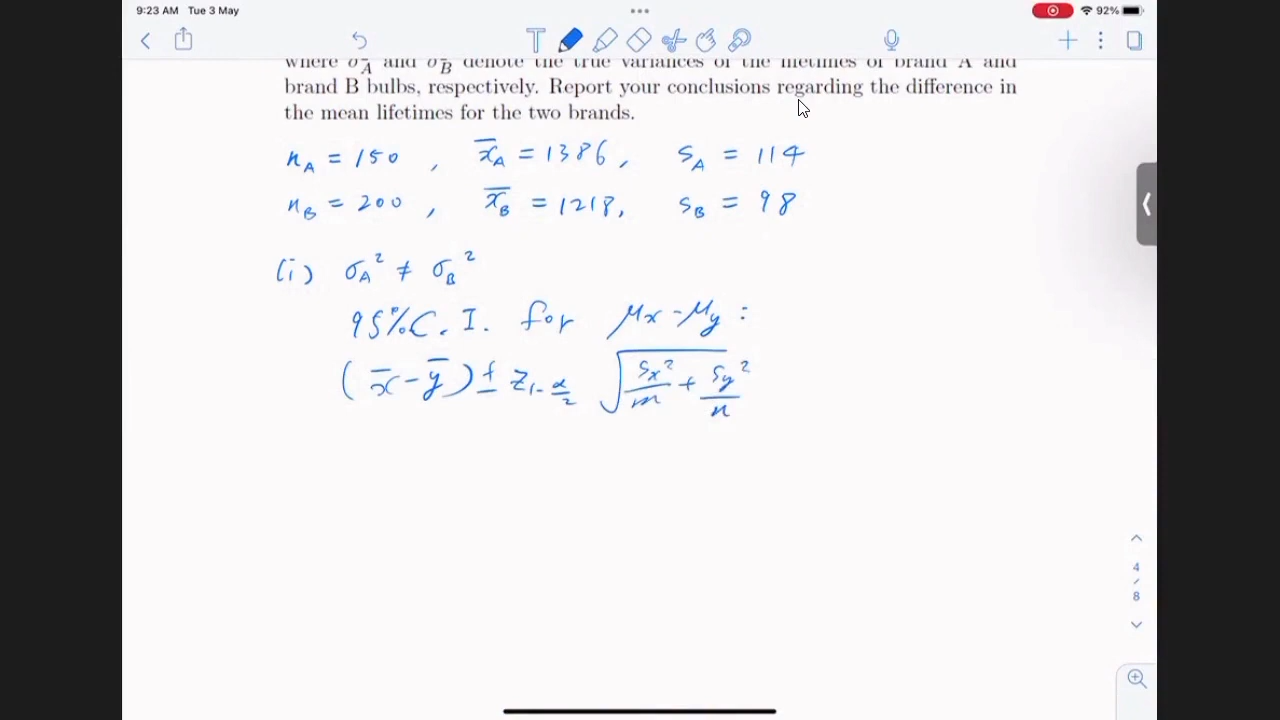 9:23 AM Tue 3 May
92%
where σ²_A and σ²_B denote the true variances of the lifetimes of brand A and
brand B bulbs, respectively. Report your conclusions regarding the difference in
the mean lifetimes for the two brands.
n_A = 150 , x̄_A = 1386, s_A = 114
n_B = 200 , x̄_B = 1218, s_B = 98
(i) σ_A² ≠ σ_B²
95% C.I. for μx - μy :
(x̄ - ȳ) ± z_{1-α/2} √(sx²/m + sy²/n)
4
/
8